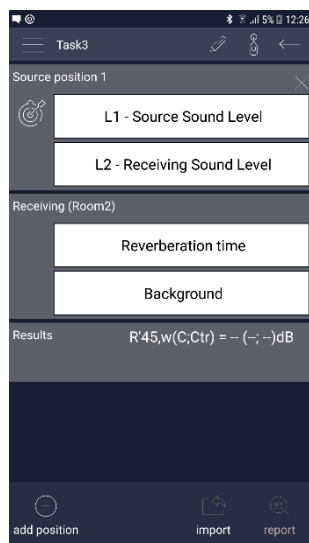 5% 12:26
Task3
Source position 1
L1 - Source Sound Level
L2 - Receiving Sound Level
Receiving (Room2)
Reverberation time
Background
Results
R'45,w(C;Ctr) = -- (--; --)dB
add position
import
report